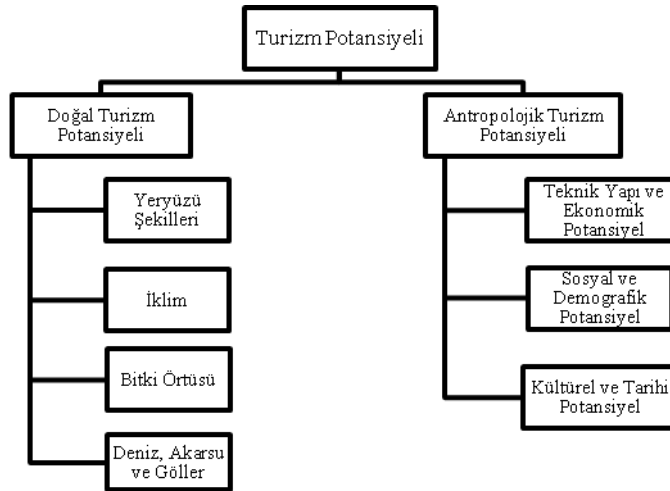 Turizm Potansiyeli
Doğal Turizm
Potansiyeli
Yeryüzü
Şekilleri
İklim
Bitki Örtüsü
Deniz, Akarsu
ve Göller
Antropolojik Turizm
Potansiyeli
Teknik Yapı ve
Ekonomik
Potansiyel
Sosyal ve
Demografik
Potansiyel
Kültürel ve Tarihi
Potansiyel